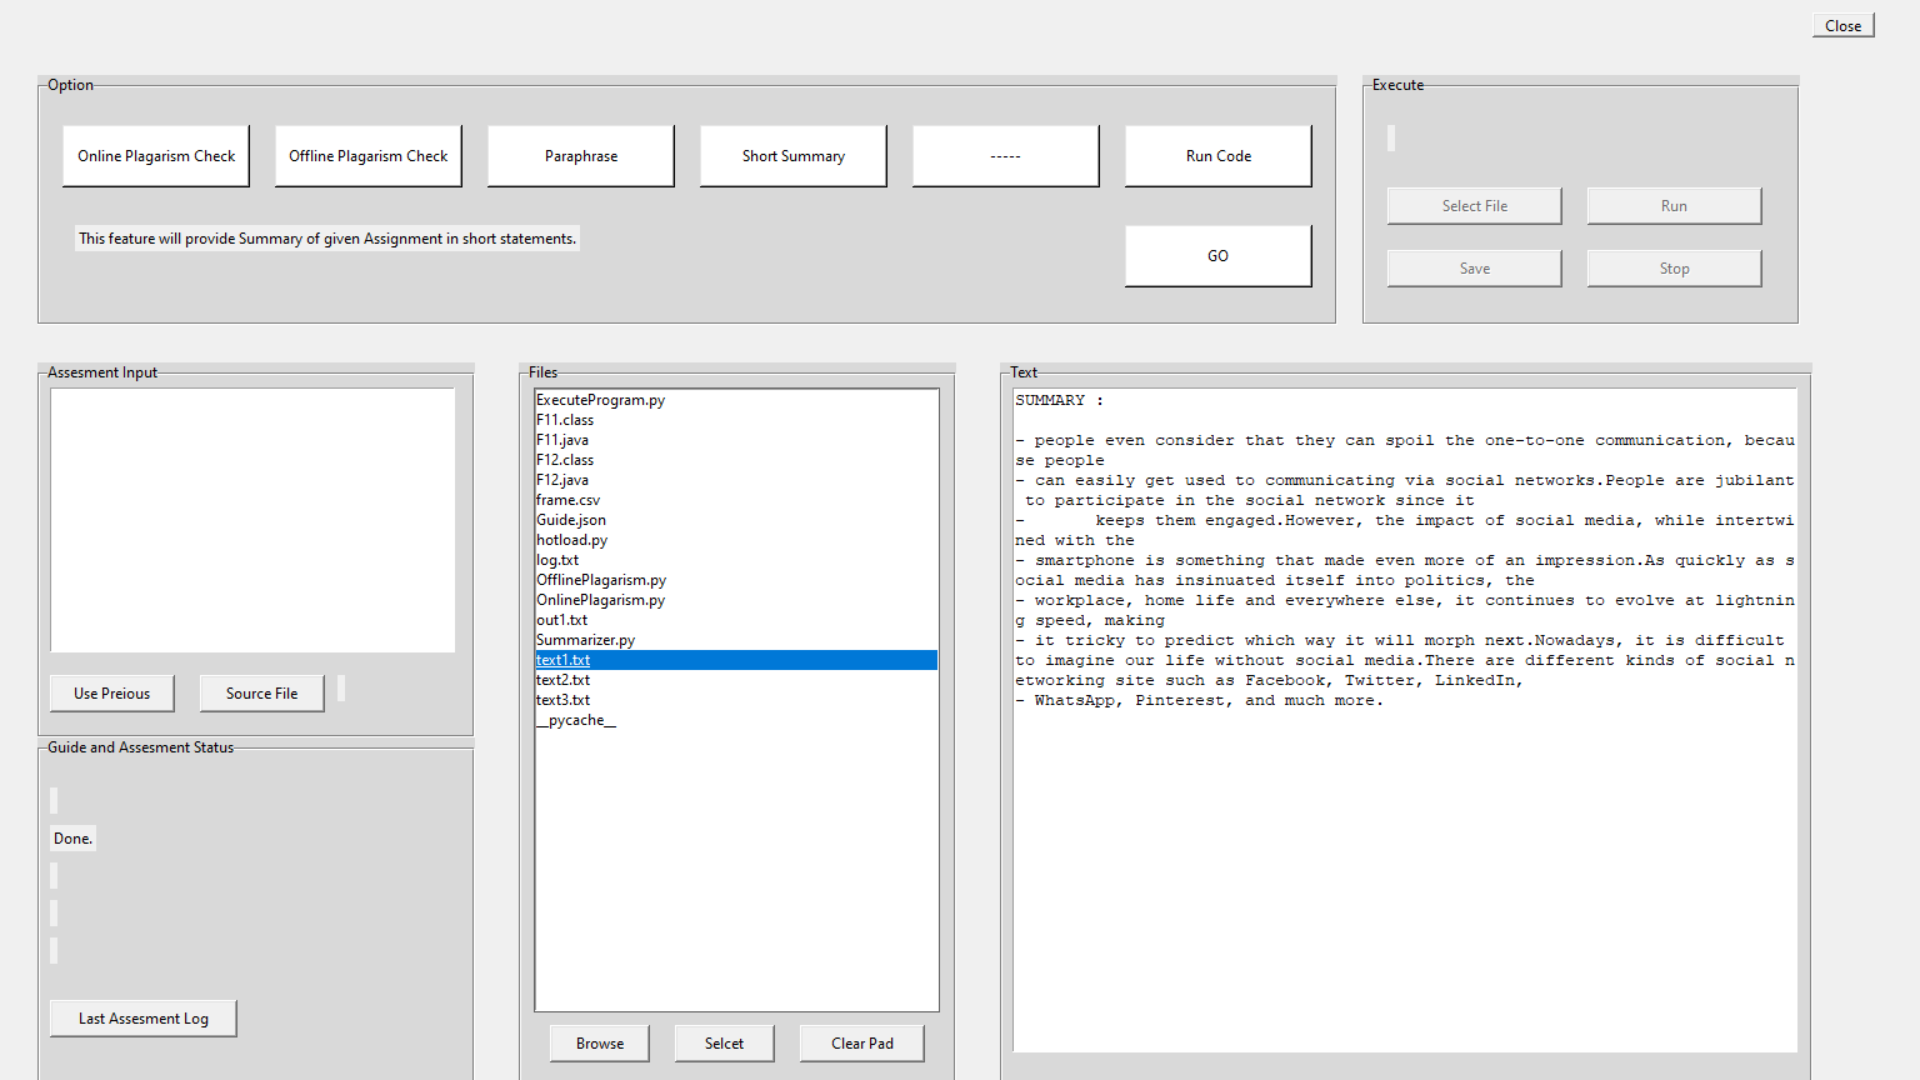 Close
Option
Execute
Online Plagarism Check
Offline Plagarism Check
Paraphrase
Short Summary
-----
Run Code
This feature will provide Summary of given Assignment in short statements.
GO
Select File
Run
Save
Stop
Assesment Input
Use Preious
Source File
Guide and Assesment Status
Done.
Last Assesment Log
Files
ExecuteProgram.py
F11.class
F11.java
F12.class
F12.java
frame.csv
Guide.json
hotload.py
log.txt
OfflinePlagarism.py
OnlinePlagarism.py
out1.txt
Summarizer.py
text1.txt
text2.txt
text3.txt
__pycache__
Browse
Selcet
Clear Pad
Text
SUMMARY :
- people even consider that they can spoil the one-to-one communication, becau
se people
- can easily get used to communicating via social networks.People are jubilant
to participate in the social network since it
-       keeps them engaged.However, the impact of social media, while intertwi
ned with the
- smartphone is something that made even more of an impression.As quickly as s
ocial media has insinuated itself into politics, the
- workplace, home life and everywhere else, it continues to evolve at lightnin
g speed, making
- it tricky to predict which way it will morph next.Nowadays, it is difficult
to imagine our life without social media.There are different kinds of social n
etworking site such as Facebook, Twitter, LinkedIn,
- WhatsApp, Pinterest, and much more.